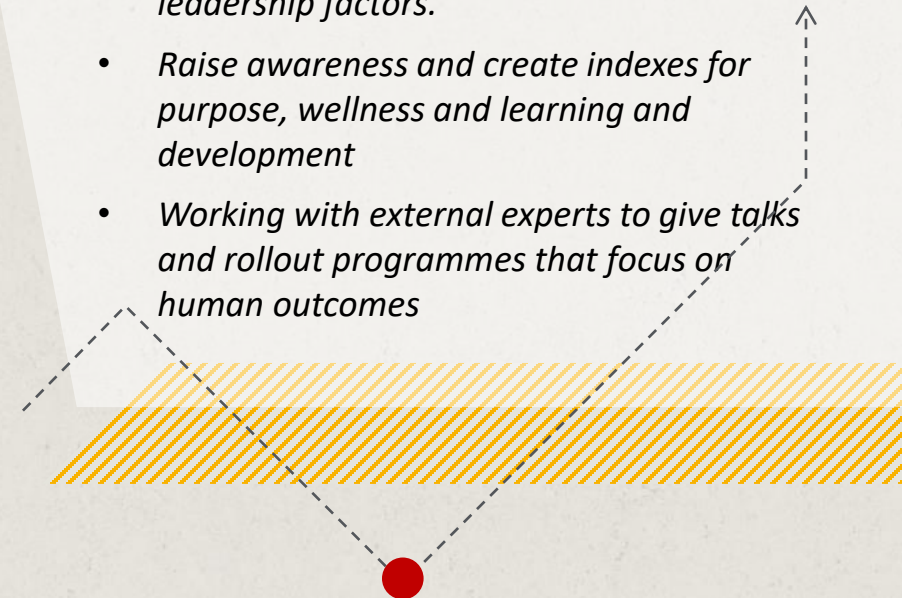 leadership factors.
• Raise awareness and create indexes for
purpose, wellness and learning and
development
• Working with external experts to give talks
and rollout programmes that focus on
human outcomes